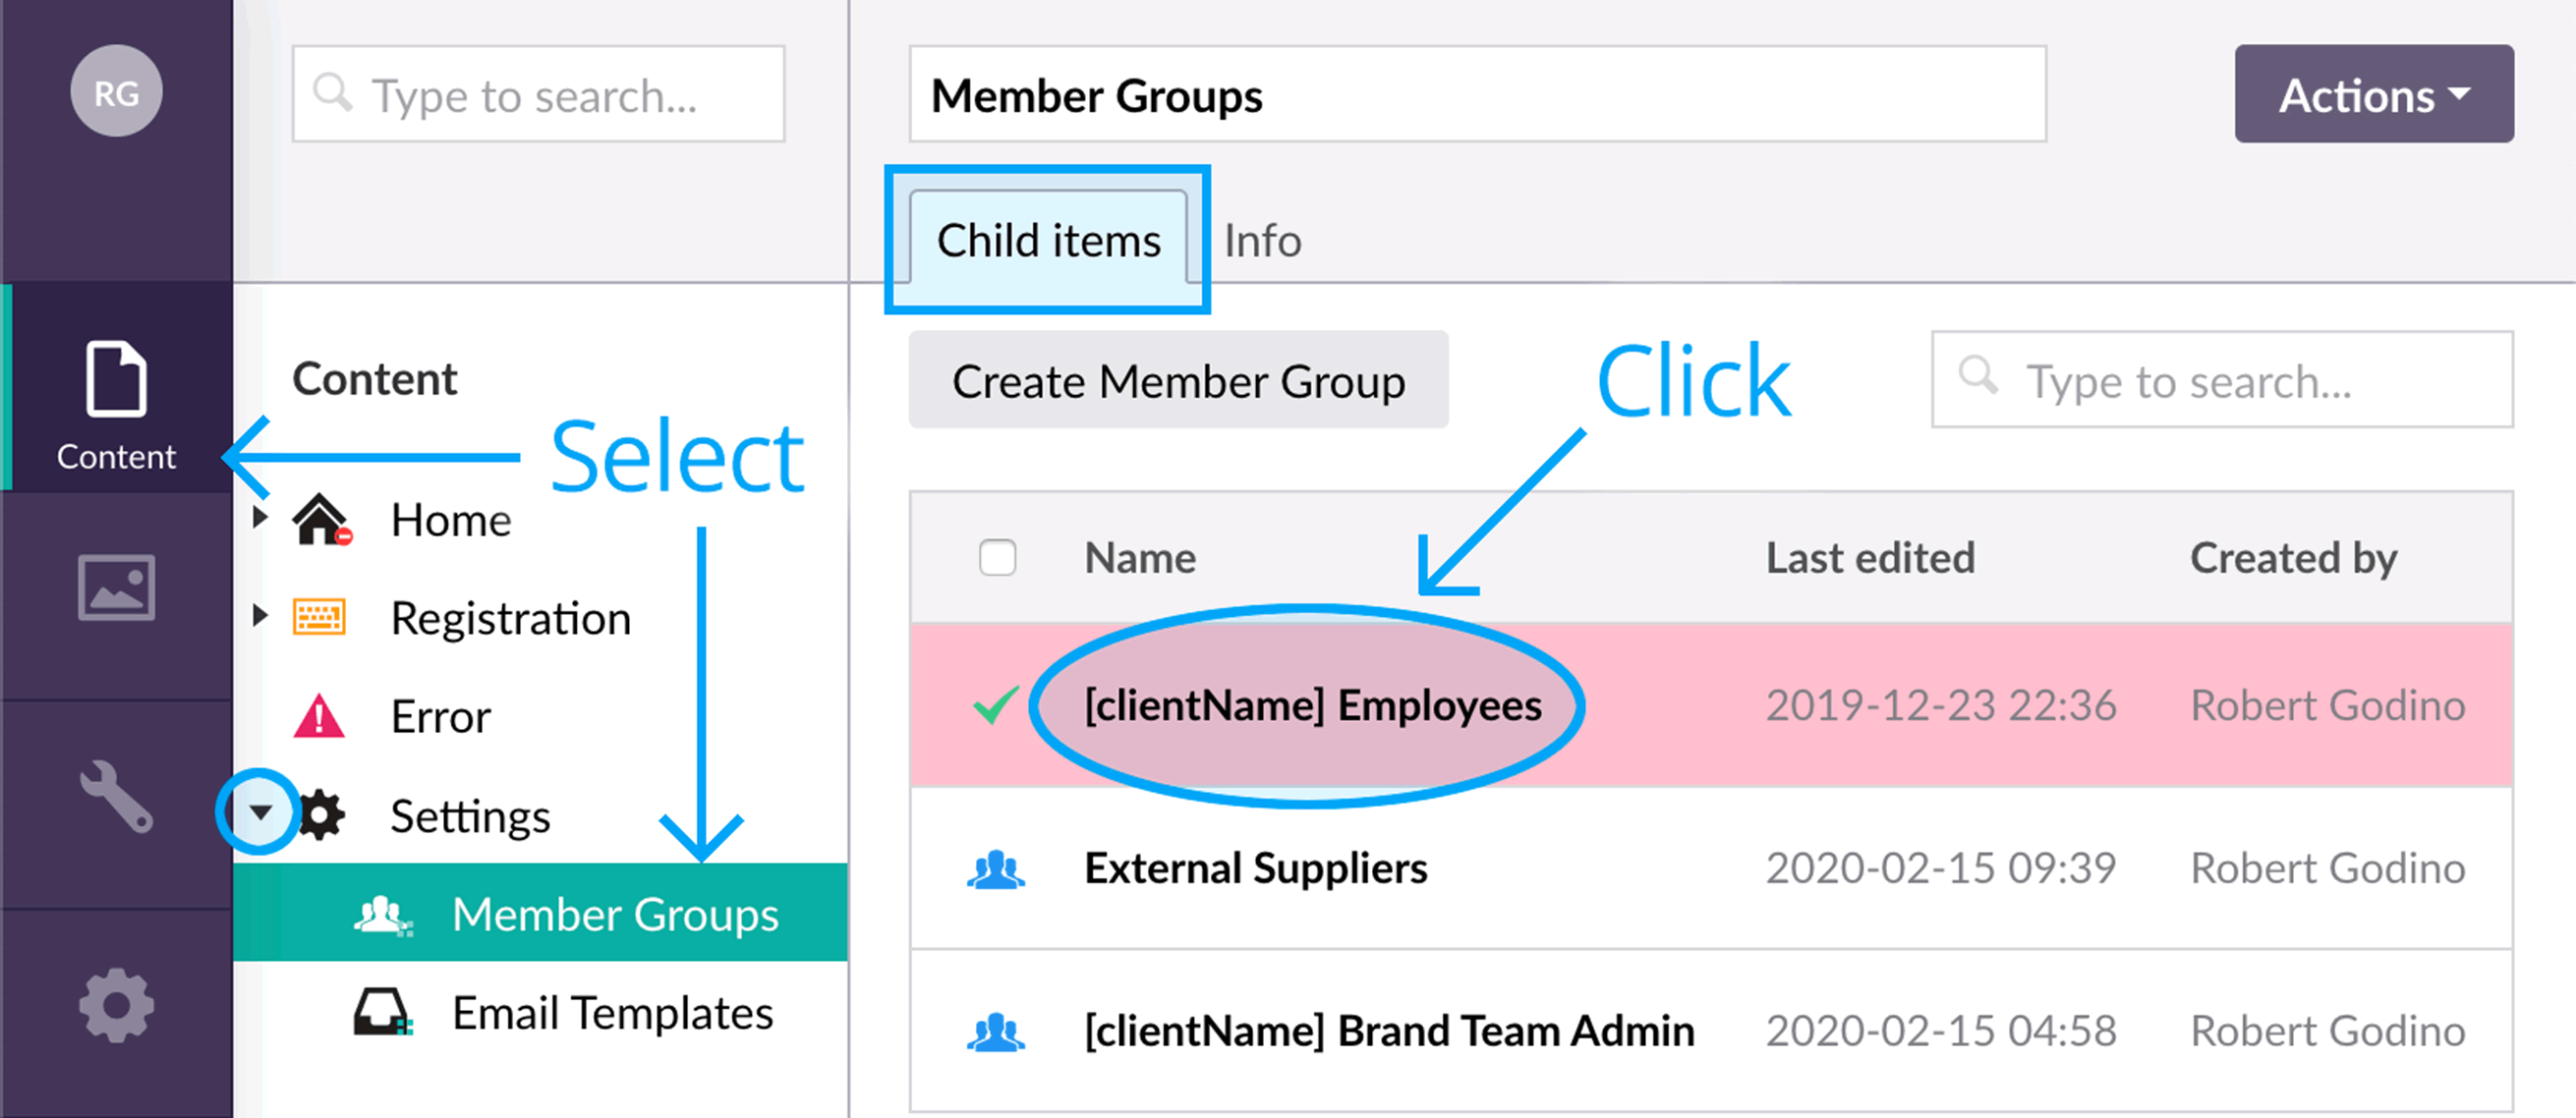 RG
Type to search...
Member Groups
Actions
Child items
Info
Content
Content
Select
Create Member Group
Click
Type to search...
Home
Registration
Error
Settings
Member Groups
Email Templates
Name Last edited Created by
[clientName] Employees 2019-12-23 22:36 Robert Godino
External Suppliers 2020-02-15 09:39 Robert Godino
[clientName] Brand Team Admin 2020-02-15 04:58 Robert Godino